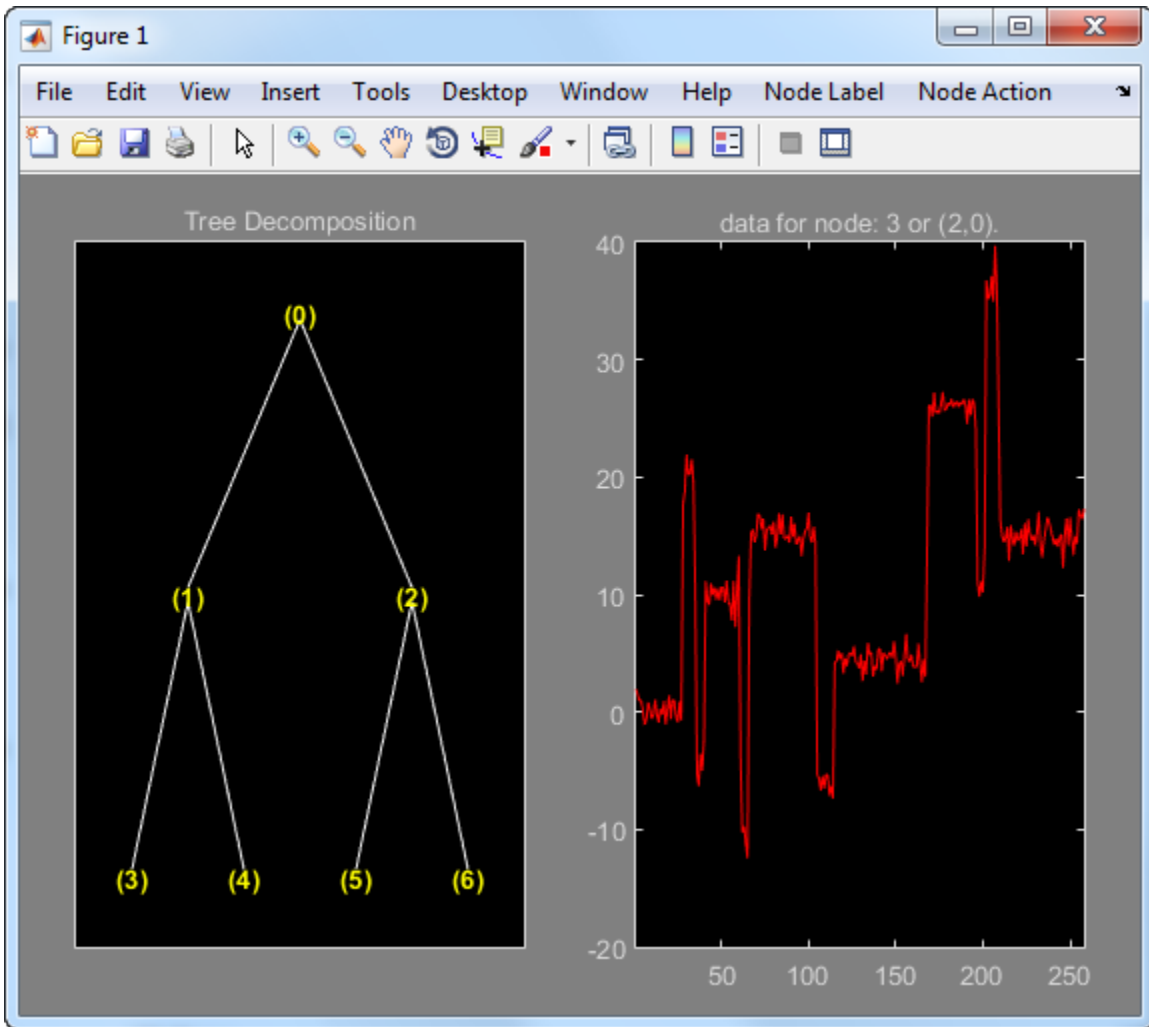 Figure 1
File Edit View Insert Tools Desktop Window Help Node Label Node Action
Tree Decomposition
(0)
(1) (2)
(3) (4) (5) (6)
data for node: 3 or (2,0).
40
30
20
10
0
-10
-20
50 100 150 200 250